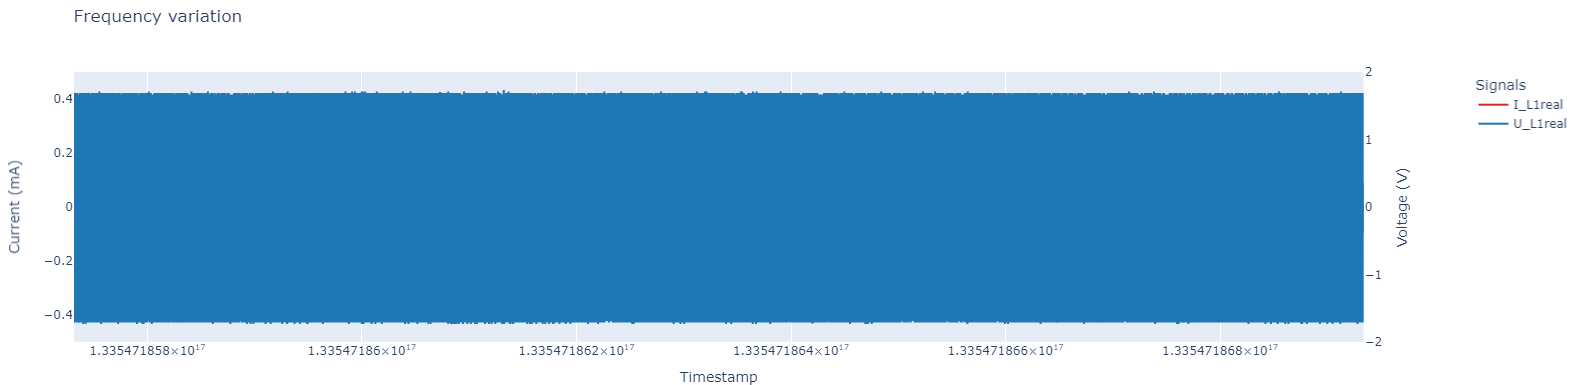 Frequency variation
0.4
0.2
0
−0.2
−0.4
Current (mA)
2
1
0
−1
−2
Voltage (V)
1.335471858×10¹⁷
1.33547186×10¹⁷
1.335471862×10¹⁷
1.335471864×10¹⁷
1.335471866×10¹⁷
1.335471868×10¹⁷
Timestamp
Signals
I_L1real
U_L1real